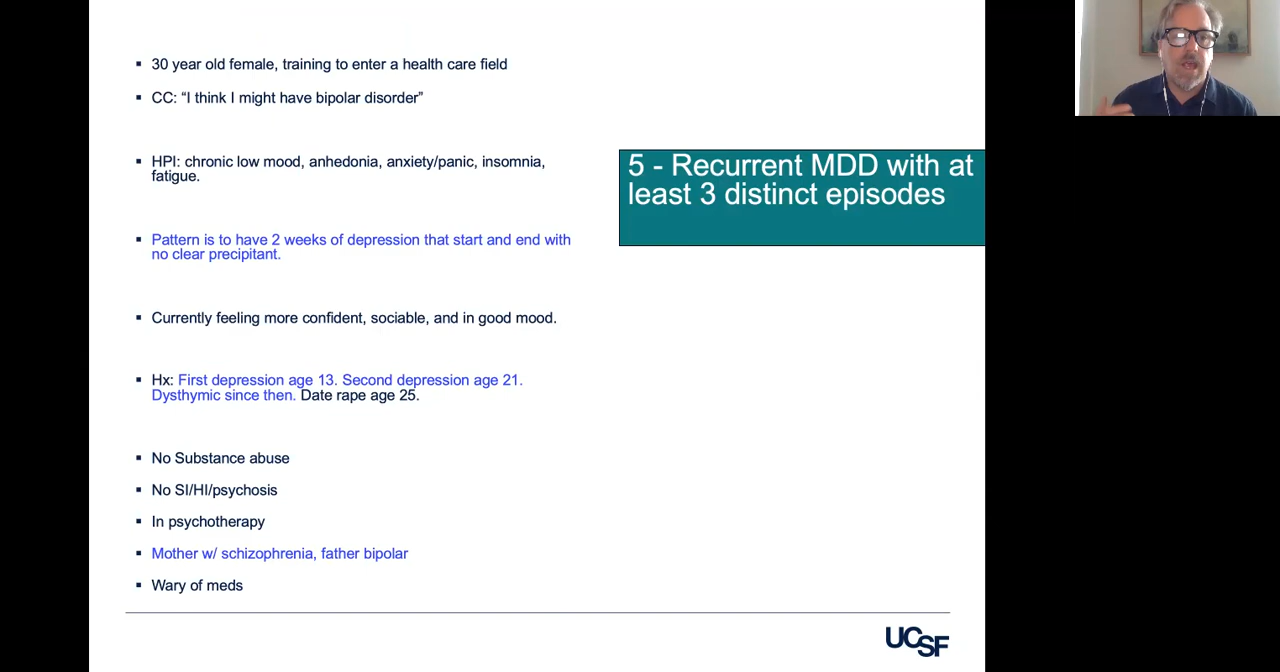 ▪ 30 year old female, training to enter a health care field
▪ CC: “I think I might have bipolar disorder”
▪ HPI: chronic low mood, anhedonia, anxiety/panic, insomnia,
fatigue.
▪ Pattern is to have 2 weeks of depression that start and end with
no clear precipitant.
▪ Currently feeling more confident, sociable, and in good mood.
▪ Hx: First depression age 13. Second depression age 21.
Dysthymic since then. Date rape age 25.
▪ No Substance abuse
▪ No SI/HI/psychosis
▪ In psychotherapy
▪ Mother w/ schizophrenia, father bipolar
▪ Wary of meds
5 - Recurrent MDD with at
least 3 distinct episodes
UCSF